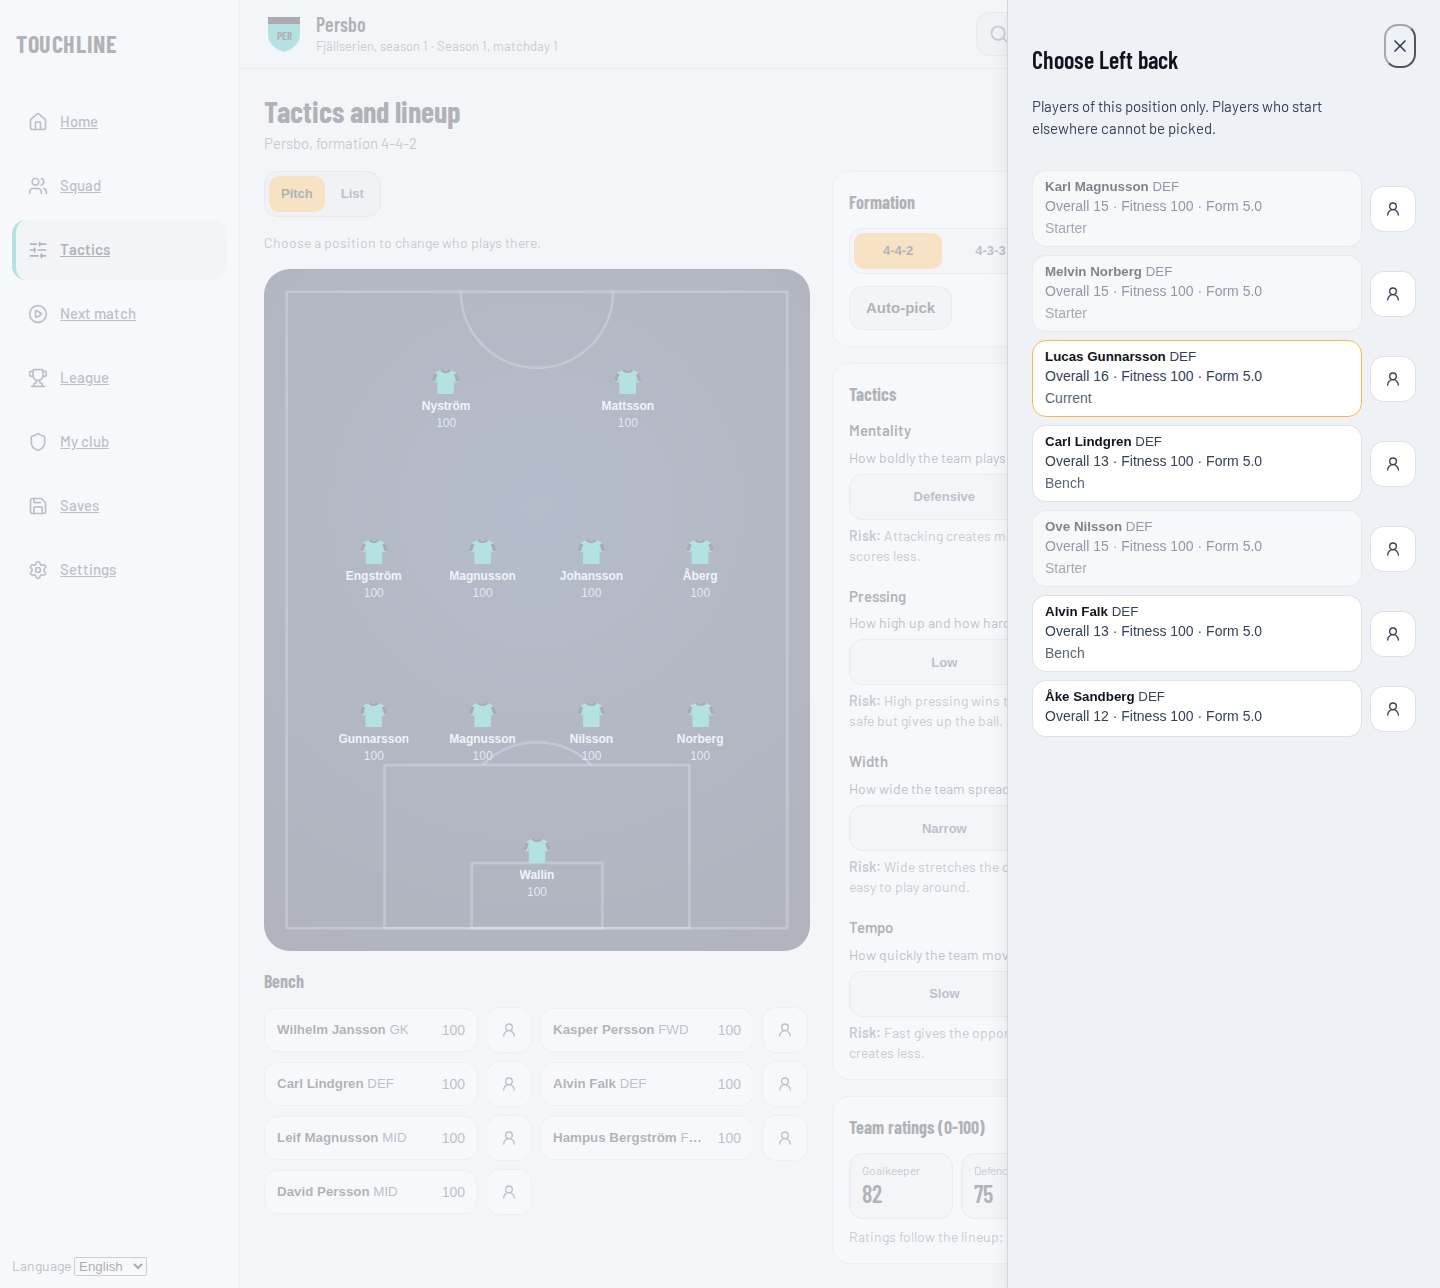 TOUCHLINE
Home
Squad
Tactics
Next match
League
My club
Saves
Settings
Language English
PER
Persbo
Fjällserien, season 1 · Season 1, matchday 1
Tactics and lineup
Persbo, formation 4-4-2
Pitch List
Choose a position to change who plays there.
Nyström
100
Mattsson
100
Engström
100
Magnusson
100
Johansson
100
Åberg
100
Gunnarsson
100
Magnusson
100
Nilsson
100
Norberg
100
Wallin
100
Bench
Wilhelm Jansson GK 100
Kasper Persson FWD 100
Carl Lindgren DEF 100
Alvin Falk DEF 100
Leif Magnusson MID 100
Hampus Bergström F... 100
David Persson MID 100
Formation
4-4-2 4-3-3
Auto-pick
Tactics
Mentality
How boldly the team plays
Defensive
Risk: Attacking creates
scores less.
Pressing
How high up and how hard
Low
Risk: High pressing wins
safe but gives up the ball.
Width
How wide the team
Narrow
Risk: Wide stretches the
easy to play around.
Tempo
How quickly the team
Slow
Risk: Fast gives the
creates less.
Team ratings (0-100)
Goalkeeper
82
75
Ratings follow the lineup;
Choose Left back
Players of this position only. Players who start
elsewhere cannot be picked.
Karl Magnusson DEF
Overall 15 · Fitness 100 · Form 5.0
Starter
Melvin Norberg DEF
Overall 15 · Fitness 100 · Form 5.0
Starter
Lucas Gunnarsson DEF
Overall 16 · Fitness 100 · Form 5.0
Current
Carl Lindgren DEF
Overall 13 · Fitness 100 · Form 5.0
Bench
Ove Nilsson DEF
Overall 15 · Fitness 100 · Form 5.0
Starter
Alvin Falk DEF
Overall 13 · Fitness 100 · Form 5.0
Bench
Åke Sandberg DEF
Overall 12 · Fitness 100 · Form 5.0